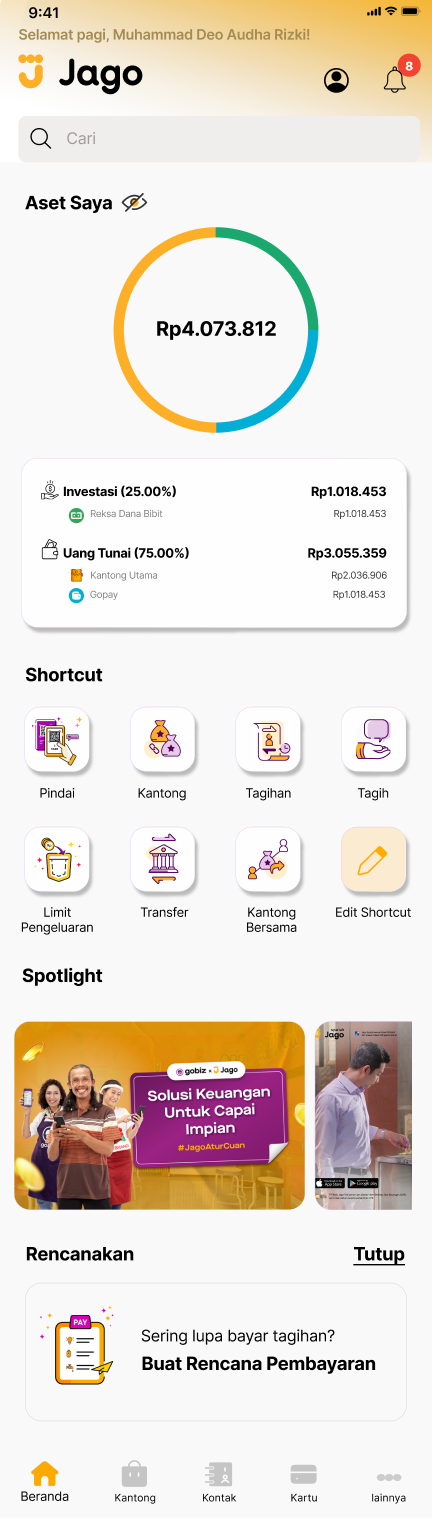 9:41
Selamat pagi, Muhammad Deo Audha Rizki!
Jago
8
Cari
Aset Saya
Rp4.073.812
Investasi (25.00%) Rp1.018.453
Reksa Dana Bibit Rp1.018.453
Uang Tunai (75.00%) Rp3.055.359
Kantong Utama Rp2.036.906
Gopay Rp1.018.453
Shortcut
Pindai Kantong Tagihan Tagih
Limit
Pengeluaran
Transfer
Kantong
Bersama
Edit Shortcut
Spotlight
gobiz x Jago
Solusi Keuangan
Untuk Capai
Impian
#JagoAturCuan
Jago
App Store Google play
Rencanakan Tutup
PAY
Sering lupa bayar tagihan?
Buat Rencana Pembayaran
Beranda Kantong Kontak Kartu lainnya